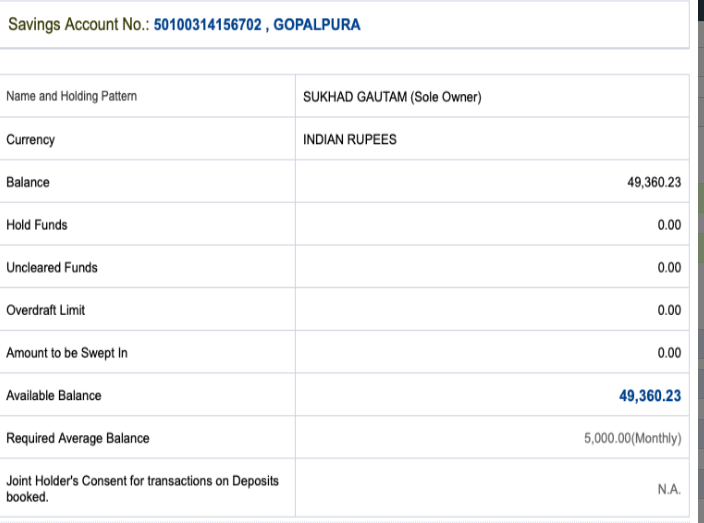 Savings Account No.: 50100314156702 , GOPALPURA
Name and Holding Pattern SUKHAD GAUTAM (Sole Owner)
Currency INDIAN RUPEES
Balance 49,360.23
Hold Funds 0.00
Uncleared Funds 0.00
Overdraft Limit 0.00
Amount to be Swept In 0.00
Available Balance 49,360.23
Required Average Balance 5,000.00(Monthly)
Joint Holder's Consent for transactions on Deposits
booked. N.A.